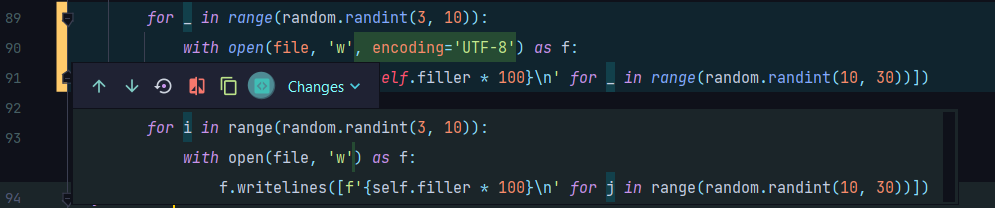 89 for _ in range(random.randint(3, 10)):
90 with open(file, 'w', encoding='UTF-8') as f:
91 elf.filler * 100}\n' for _ in range(random.randint(10, 30))])
Changes
92
for i in range(random.randint(3, 10)):
93
with open(file, 'w') as f:
f.writelines([f'{self.filler * 100}\n' for j in range(random.randint(10, 30))])
94